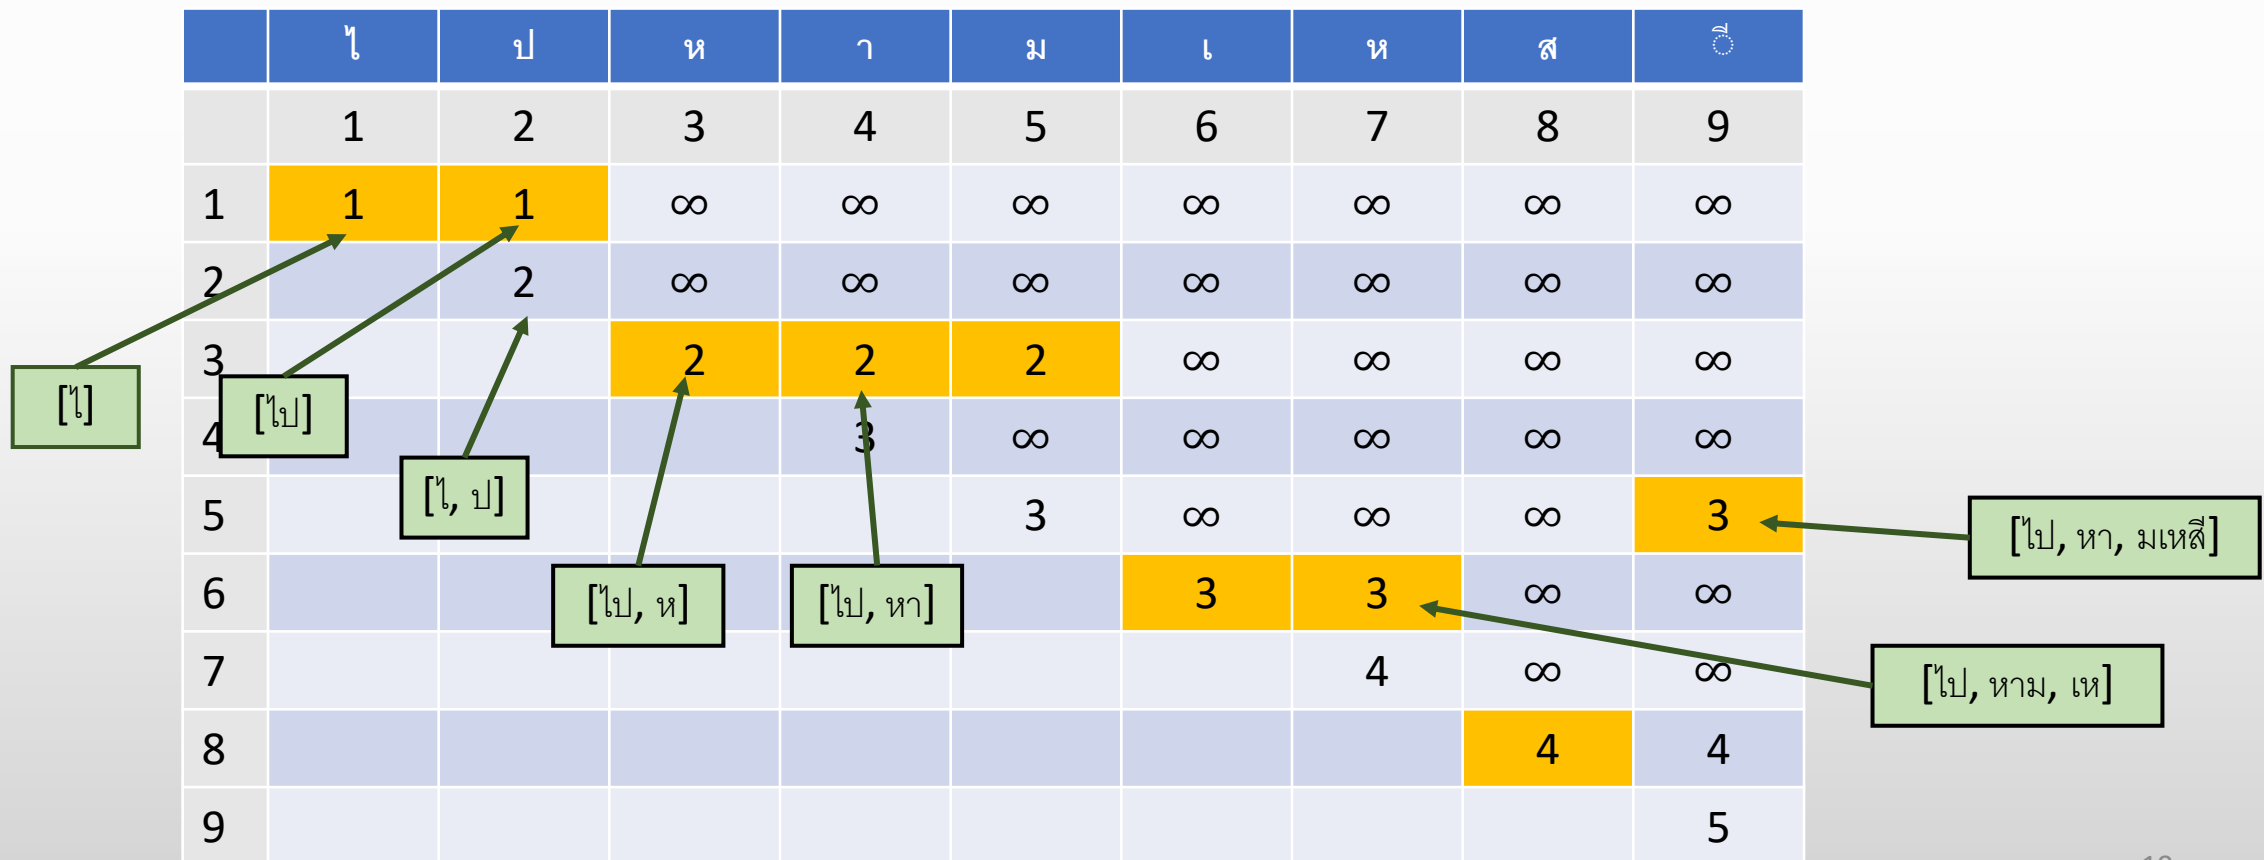 ไ ป ห า म เ ห ส ี
1 2 3 4 5 6 7 8 9
1 1 1 ∞ ∞ ∞ ∞ ∞ ∞ ∞
2 2 ∞ ∞ ∞ ∞ ∞ ∞ ∞
3 2 2 2 ∞ ∞ ∞ ∞
[ไ] [ไป]
4 3 ∞ ∞ ∞ ∞ ∞
[ไ, ป]
5 3 ∞ ∞ ∞ 3
[ไป, หา, มเหสี]
6 3 3 ∞ ∞
[ไป, ห] [ไป, หา]
7 4 ∞ ∞
[ไป, หาม, เห]
8 4 4
9 5